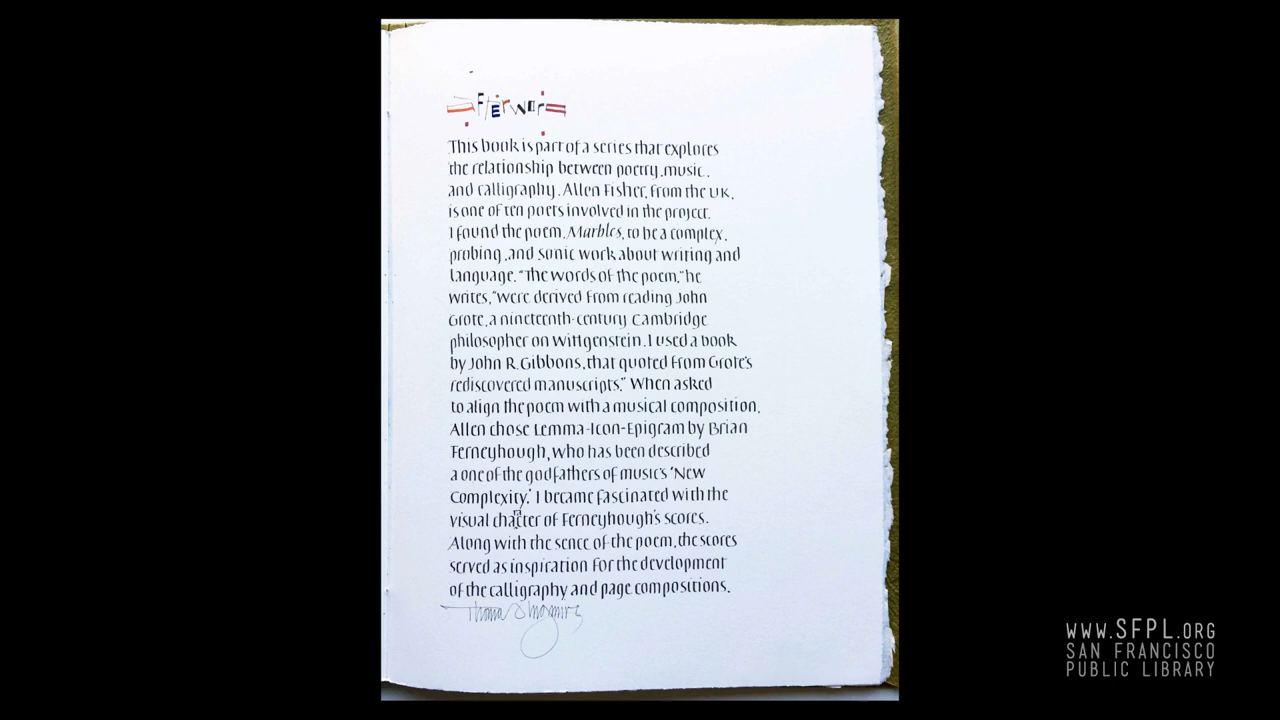 Afterword
This book is part of a series that explores
the relationship between poetry, music,
and calligraphy. Allen Fisher, from the UK,
is one of ten poets involved in the project.
I found the poem, Marbles, to be a complex,
probing, and sonic work about writing and
language. "The words of the poem," he
writes, "were derived from reading John
Grote, a nineteenth-century Cambridge
philosopher on Wittgenstein. I used a book
by John R. Gibbons, that quoted from Grote's
rediscovered manuscripts." When asked
to align the poem with a musical composition,
Allen chose Lemma-Icon-Epigram by Brian
Ferneyhough, who has been described
a one of the godfathers of music's 'New
Complexity.' I became fascinated with the
visual character of Ferneyhough's scores.
Along with the sence of the poem, the scores
served as inspiration for the development
of the calligraphy and page compositions.
WWW.SFPL.ORG
SAN FRANCISCO
PUBLIC LIBRARY